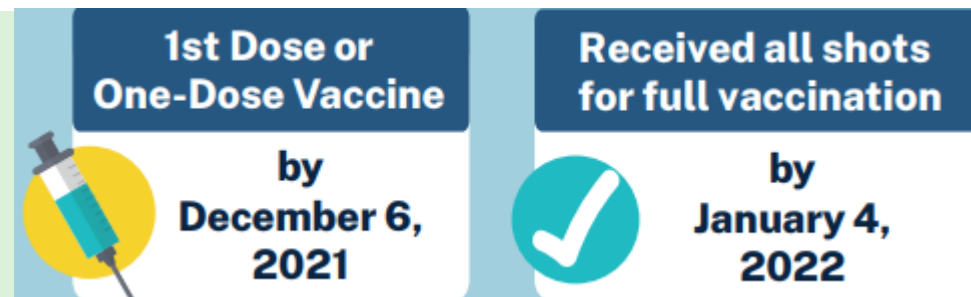 1st Dose or
One-Dose Vaccine
by
December 6,
2021
Received all shots
for full vaccination
by
January 4,
2022